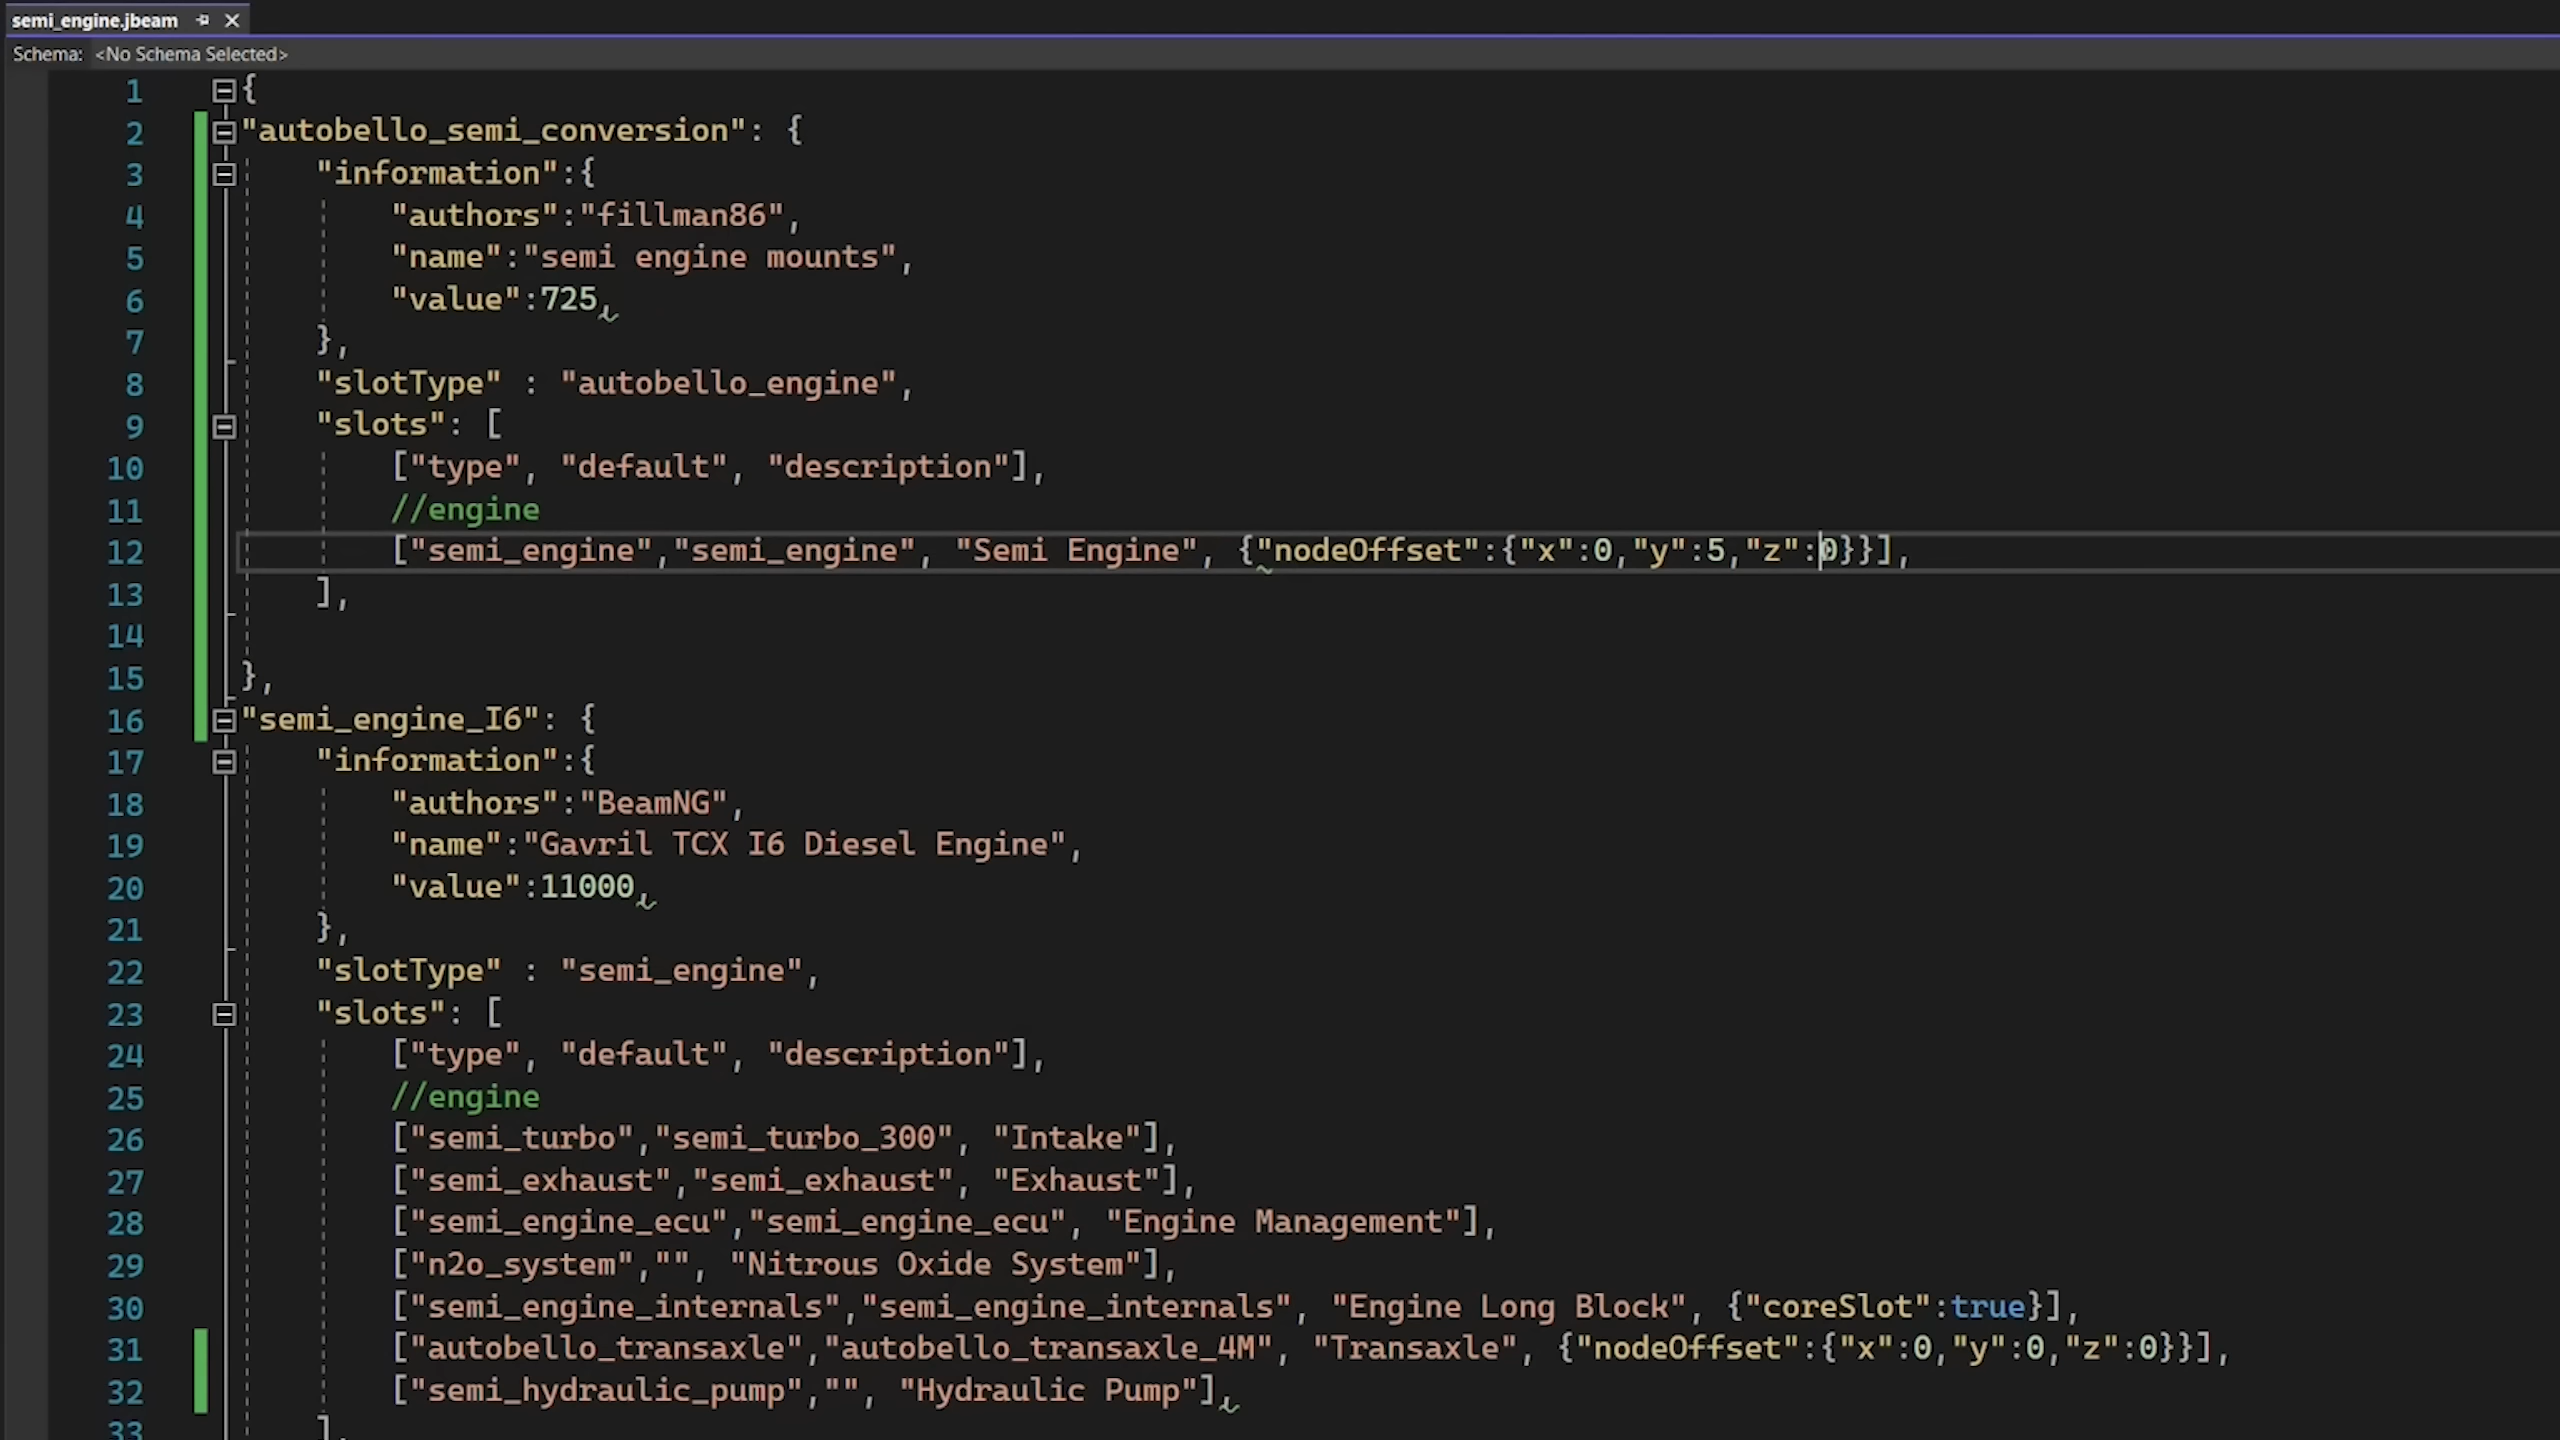 semi_engine.jbeam
Schema: <No Schema Selected>
1 {
2 "autobello_semi_conversion": {
3 "information":{
4 "authors":"fillman86",
5 "name":"semi engine mounts",
6 "value":725,
7 },
8 "slotType" : "autobello_engine",
9 "slots": [
10 ["type", "default", "description"],
11 //engine
12 ["semi_engine","semi_engine", "Semi Engine", {"nodeOffset":{"x":0,"y":5,"z":0}}],
13 ],
14
15 },
16 "semi_engine_I6": {
17 "information":{
18 "authors":"BeamNG",
19 "name":"Gavril TCX I6 Diesel Engine",
20 "value":11000,
21 },
22 "slotType" : "semi_engine",
23 "slots": [
24 ["type", "default", "description"],
25 //engine
26 ["semi_turbo","semi_turbo_300", "Intake"],
27 ["semi_exhaust","semi_exhaust", "Exhaust"],
28 ["semi_engine_ecu","semi_engine_ecu", "Engine Management"],
29 ["n2o_system","", "Nitrous Oxide System"],
30 ["semi_engine_internals","semi_engine_internals", "Engine Long Block", {"coreSlot":true}],
31 ["autobello_transaxle","autobello_transaxle_4M", "Transaxle", {"nodeOffset":{"x":0,"y":0,"z":0}}],
32 ["semi_hydraulic_pump","", "Hydraulic Pump"],
33 ],